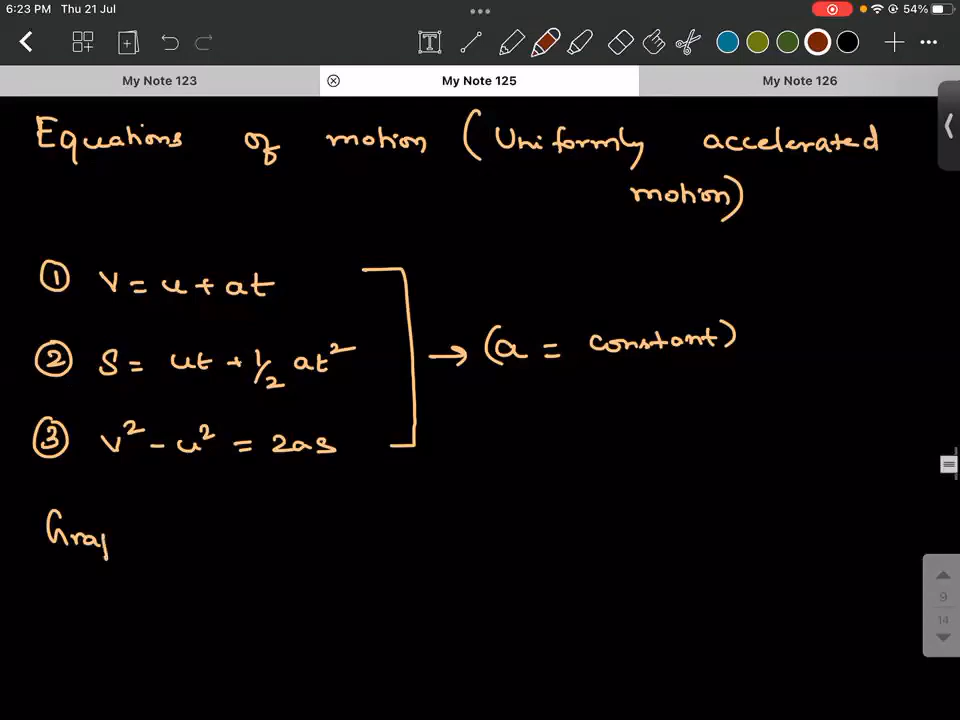 6:23 PM Thu 21 Jul
54%
My Note 123
My Note 125
My Note 126
Equations of motion (Uniformly accelerated
motion)
① v = u + at
② S = ut + 1/2 at²
→ (a = constant)
③ v² - u² = 2as
Grap
9
14